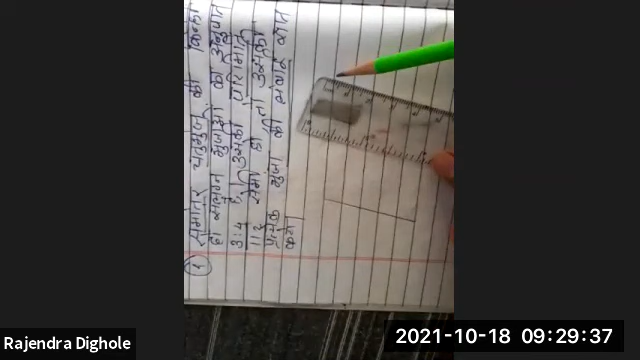 ① समांतर चतुर्भुज की किन्ही
दो संलग्न भुजाओं का अनुपात
3:4 है, उसकी परिमाति
112 सेमी हो तो उसकी
प्रत्येक भुजा की लंबाई ज्ञात
करो
Rajendra Dighole
2021-10-18 09:29:37